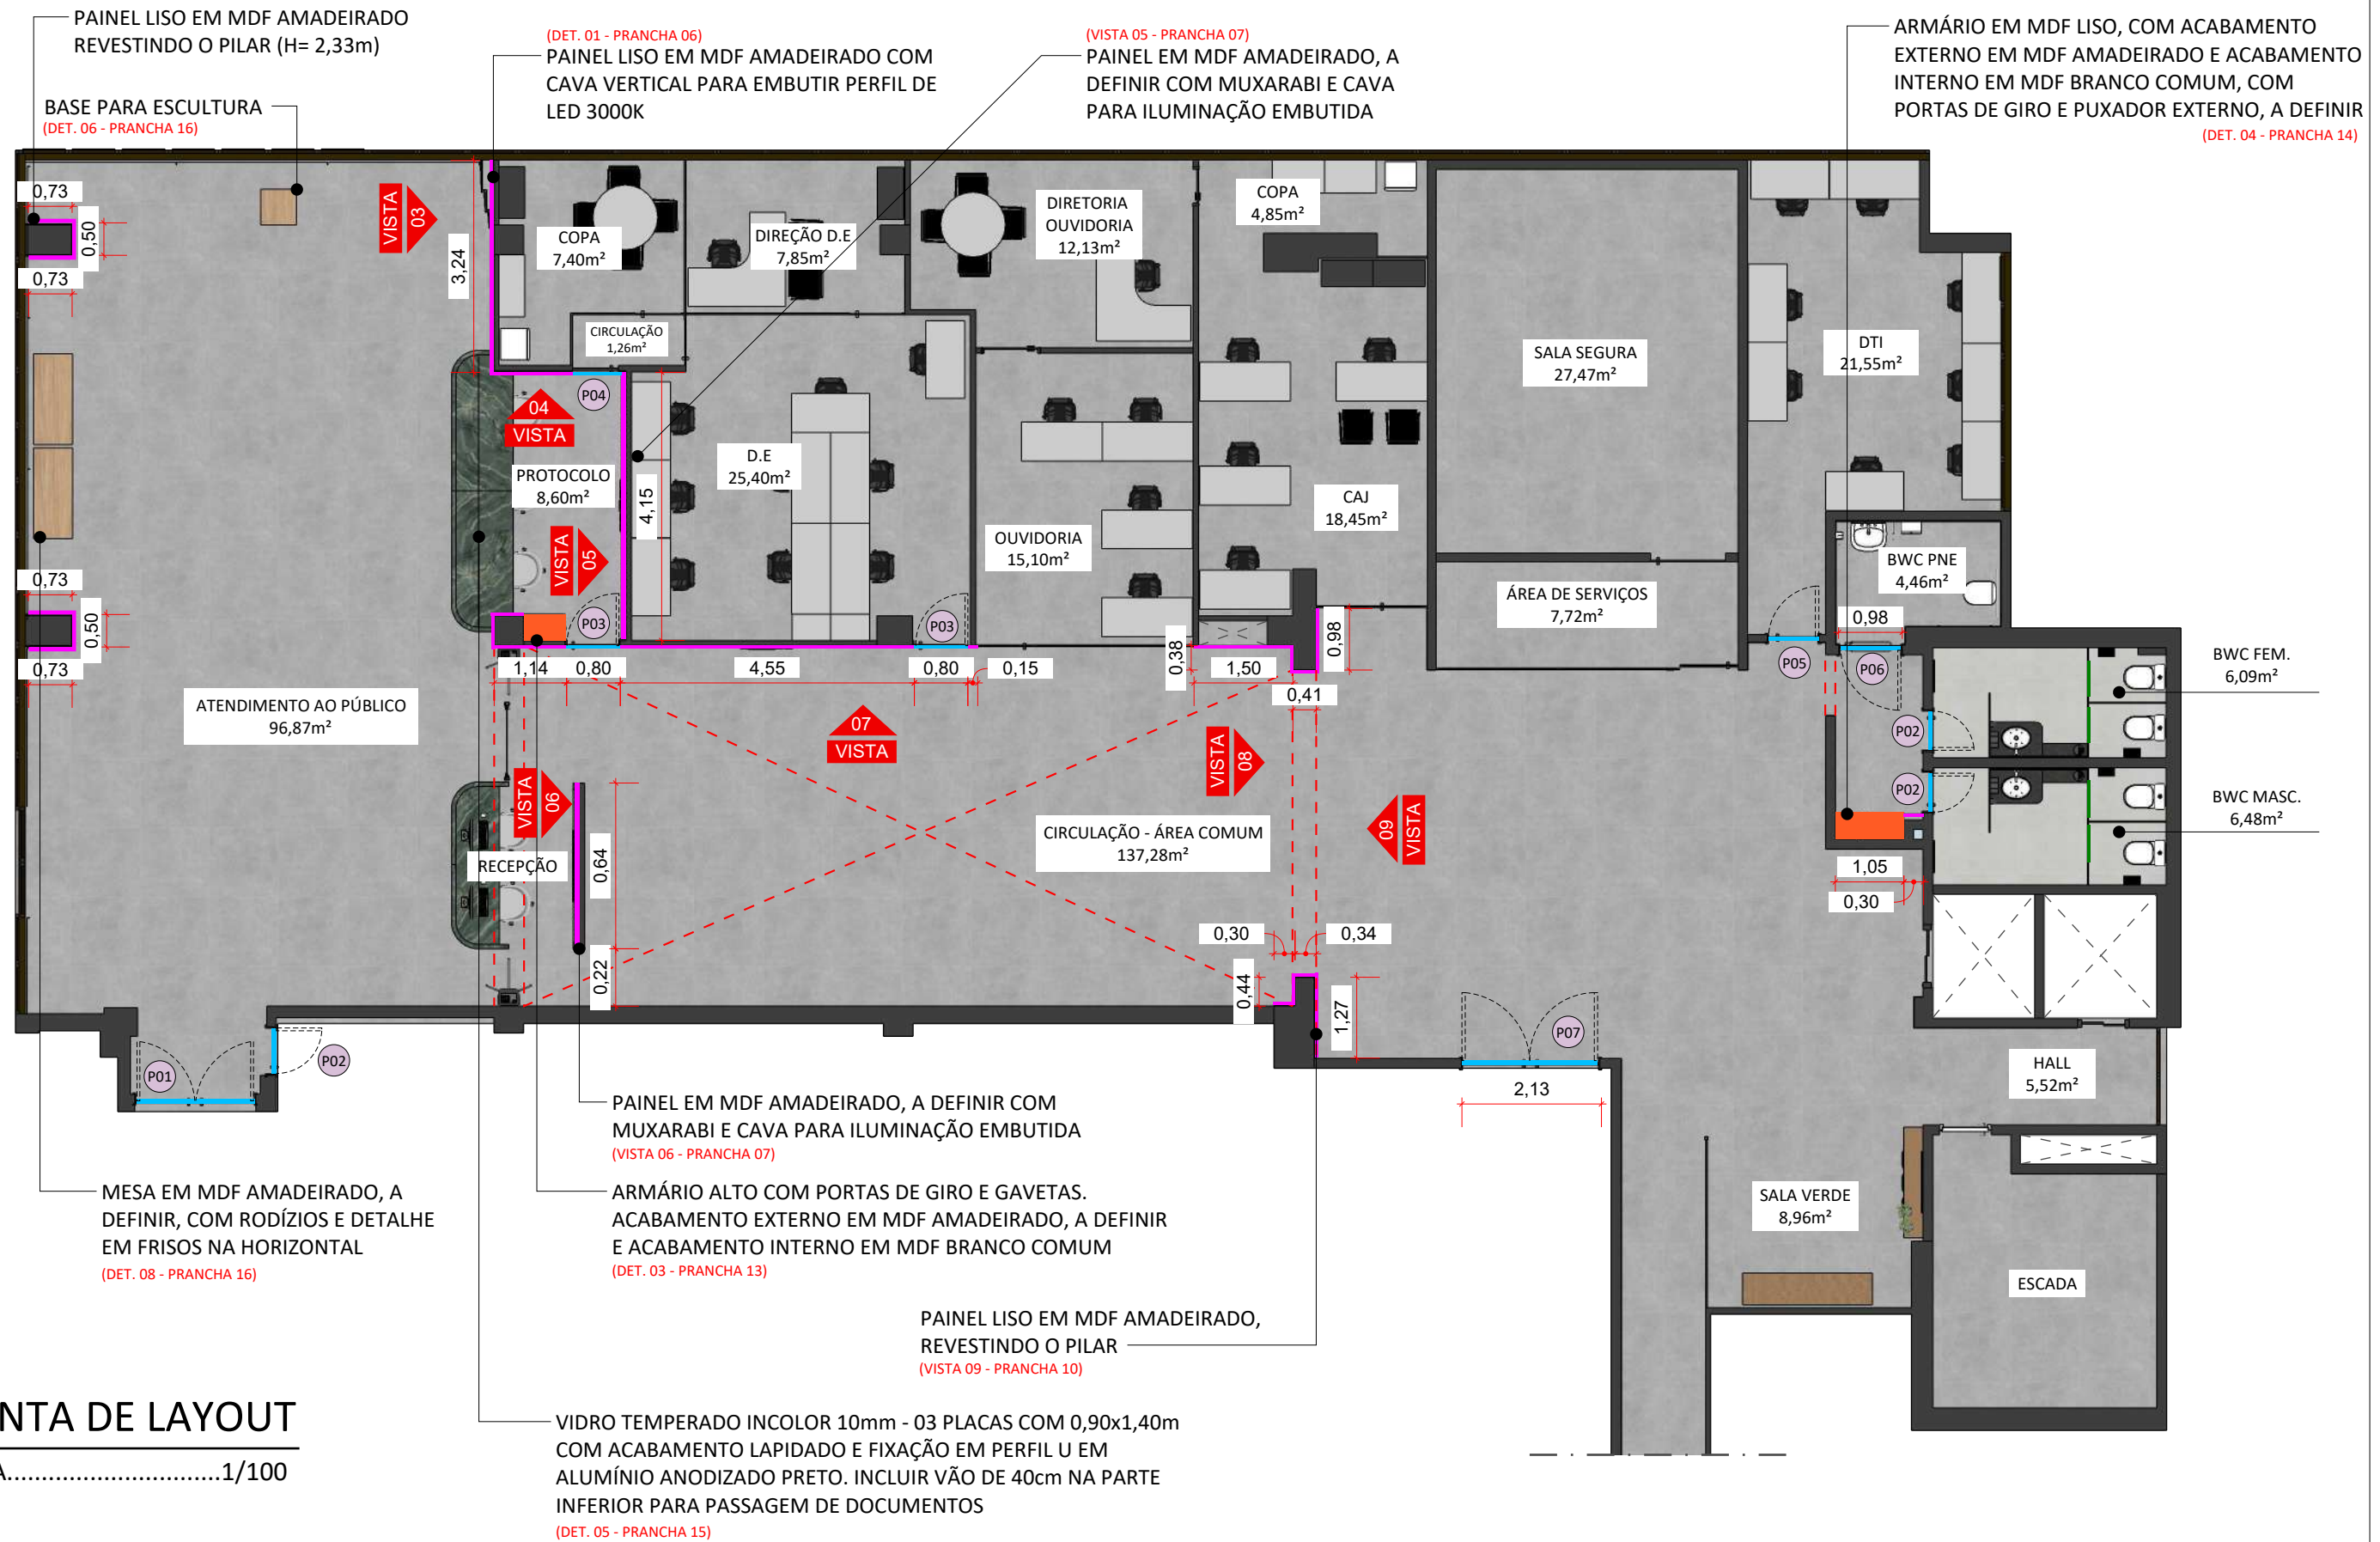 PAINEL LISO EM MDF AMADEIRADO
REVESTINDO O PILAR (H= 2,33m)
BASE PARA ESCULTURA
(DET. 06 - PRANCHA 16)
(DET. 01 - PRANCHA 06)
PAINEL LISO EM MDF AMADEIRADO COM
CAVA VERTICAL PARA EMBUTIR PERFIL DE
LED 3000K
(VISTA 05 - PRANCHA 07)
PAINEL EM MDF AMADEIRADO, A
DEFINIR COM MUXARABI E CAVA
PARA ILUMINAÇÃO EMBUTIDA
ARMÁRIO EM MDF LISO, COM ACABAMENTO
EXTERNO EM MDF AMADEIRADO E ACABAMENTO
INTERNO EM MDF BRANCO COMUM, COM
PORTAS DE GIRO E PUXADOR EXTERNO, A DEFINIR
(DET. 04 - PRANCHA 14)
0,73
0,50
0,73
VISTA
03
3,24
COPA
7,40m²
DIREÇÃO D.E
7,85m²
DIRETORIA
OUVIDORIA
12,13m²
COPA
4,85m²
CIRCULAÇÃO
1,26m²
SALA SEGURA
27,47m²
DTI
21,55m²
P04
04
VISTA
PROTOCOLO
8,60m²
4,15
D.E
25,40m²
OUVIDORIA
15,10m²
CAJ
18,45m²
VISTA
05
BWC PNE
4,46m²
ÁREA DE SERVIÇOS
7,72m²
0,73
0,50
0,73
P03
P03
0,98
0,98
1,14
0,80
4,55
0,80
0,15
0,38
1,50
0,41
P05
P06
BWC FEM.
6,09m²
ATENDIMENTO AO PÚBLICO
96,87m²
07
VISTA
VISTA
08
P02
VISTA
06
P02
BWC MASC.
6,48m²
09
VISTA
CIRCULAÇÃO - ÁREA COMUM
137,28m²
RECEPÇÃO
0,64
1,05
0,30
0,30
0,34
0,22
0,44
1,27
P07
P01
P02
2,13
HALL
5,52m²
PAINEL EM MDF AMADEIRADO, A DEFINIR COM
MUXARABI E CAVA PARA ILUMINAÇÃO EMBUTIDA
(VISTA 06 - PRANCHA 07)
MESA EM MDF AMADEIRADO, A
DEFINIR, COM RODÍZIOS E DETALHE
EM FRISOS NA HORIZONTAL
(DET. 08 - PRANCHA 16)
ARMÁRIO ALTO COM PORTAS DE GIRO E GAVETAS.
ACABAMENTO EXTERNO EM MDF AMADEIRADO, A DEFINIR
E ACABAMENTO INTERNO EM MDF BRANCO COMUM
(DET. 03 - PRANCHA 13)
SALA VERDE
8,96m²
ESCADA
PAINEL LISO EM MDF AMADEIRADO,
REVESTINDO O PILAR
(VISTA 09 - PRANCHA 10)
NTA DE LAYOUT
A...............................1/100
VIDRO TEMPERADO INCOLOR 10mm - 03 PLACAS COM 0,90x1,40m
COM ACABAMENTO LAPIDADO E FIXAÇÃO EM PERFIL U EM
ALUMÍNIO ANODIZADO PRETO. INCLUIR VÃO DE 40cm NA PARTE
INFERIOR PARA PASSAGEM DE DOCUMENTOS
(DET. 05 - PRANCHA 15)